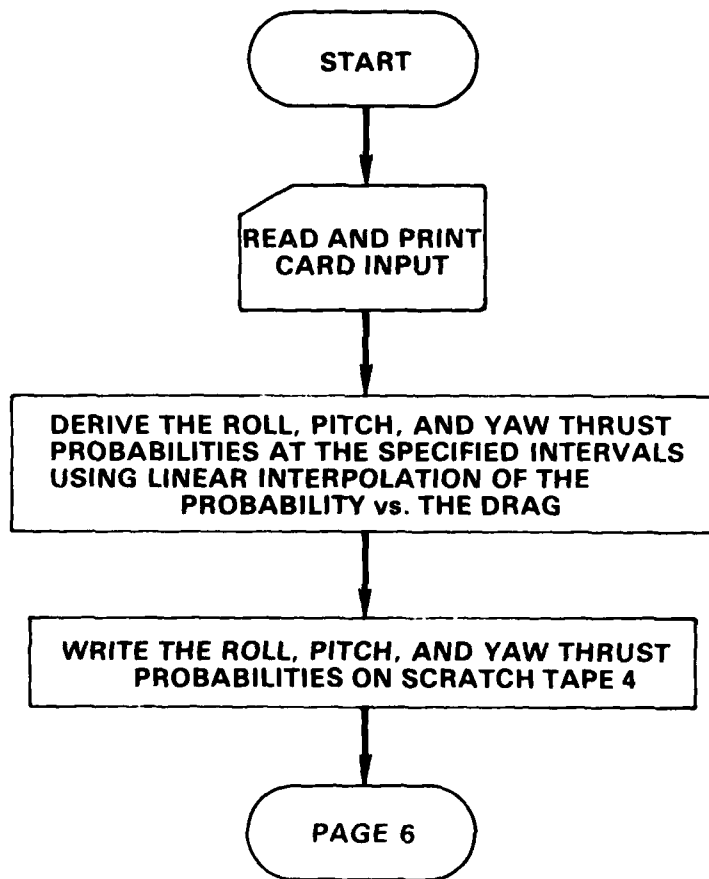 START
READ AND PRINT
CARD INPUT
DERIVE THE ROLL, PITCH, AND YAW THRUST
PROBABILITIES AT THE SPECIFIED INTERVALS
USING LINEAR INTERPOLATION OF THE
PROBABILITY vs. THE DRAG
WRITE THE ROLL, PITCH, AND YAW THRUST
PROBABILITIES ON SCRATCH TAPE 4
PAGE 6